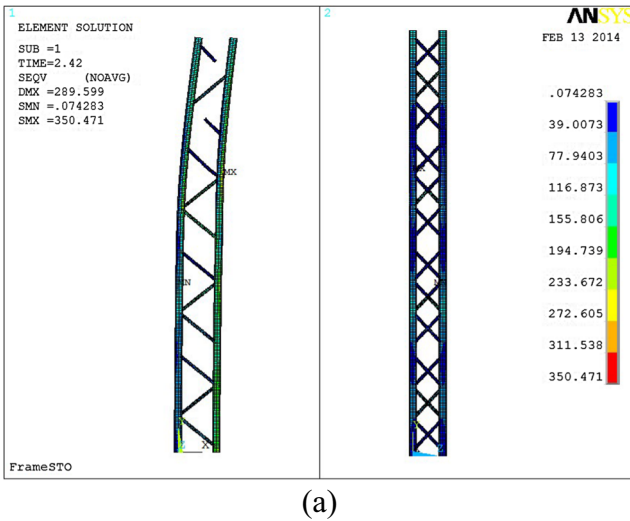 1
ELEMENT SOLUTION
SUB =1
TIME=2.42
SEQV (NOAVG)
DMX =289.599
SMN =.074283
SMX =350.471
MX
X
FrameSTO
2
ANSYS
FEB 13 2014
.074283
39.0073
77.9403
116.873
155.806
194.739
233.672
272.605
311.538
350.471
(a)